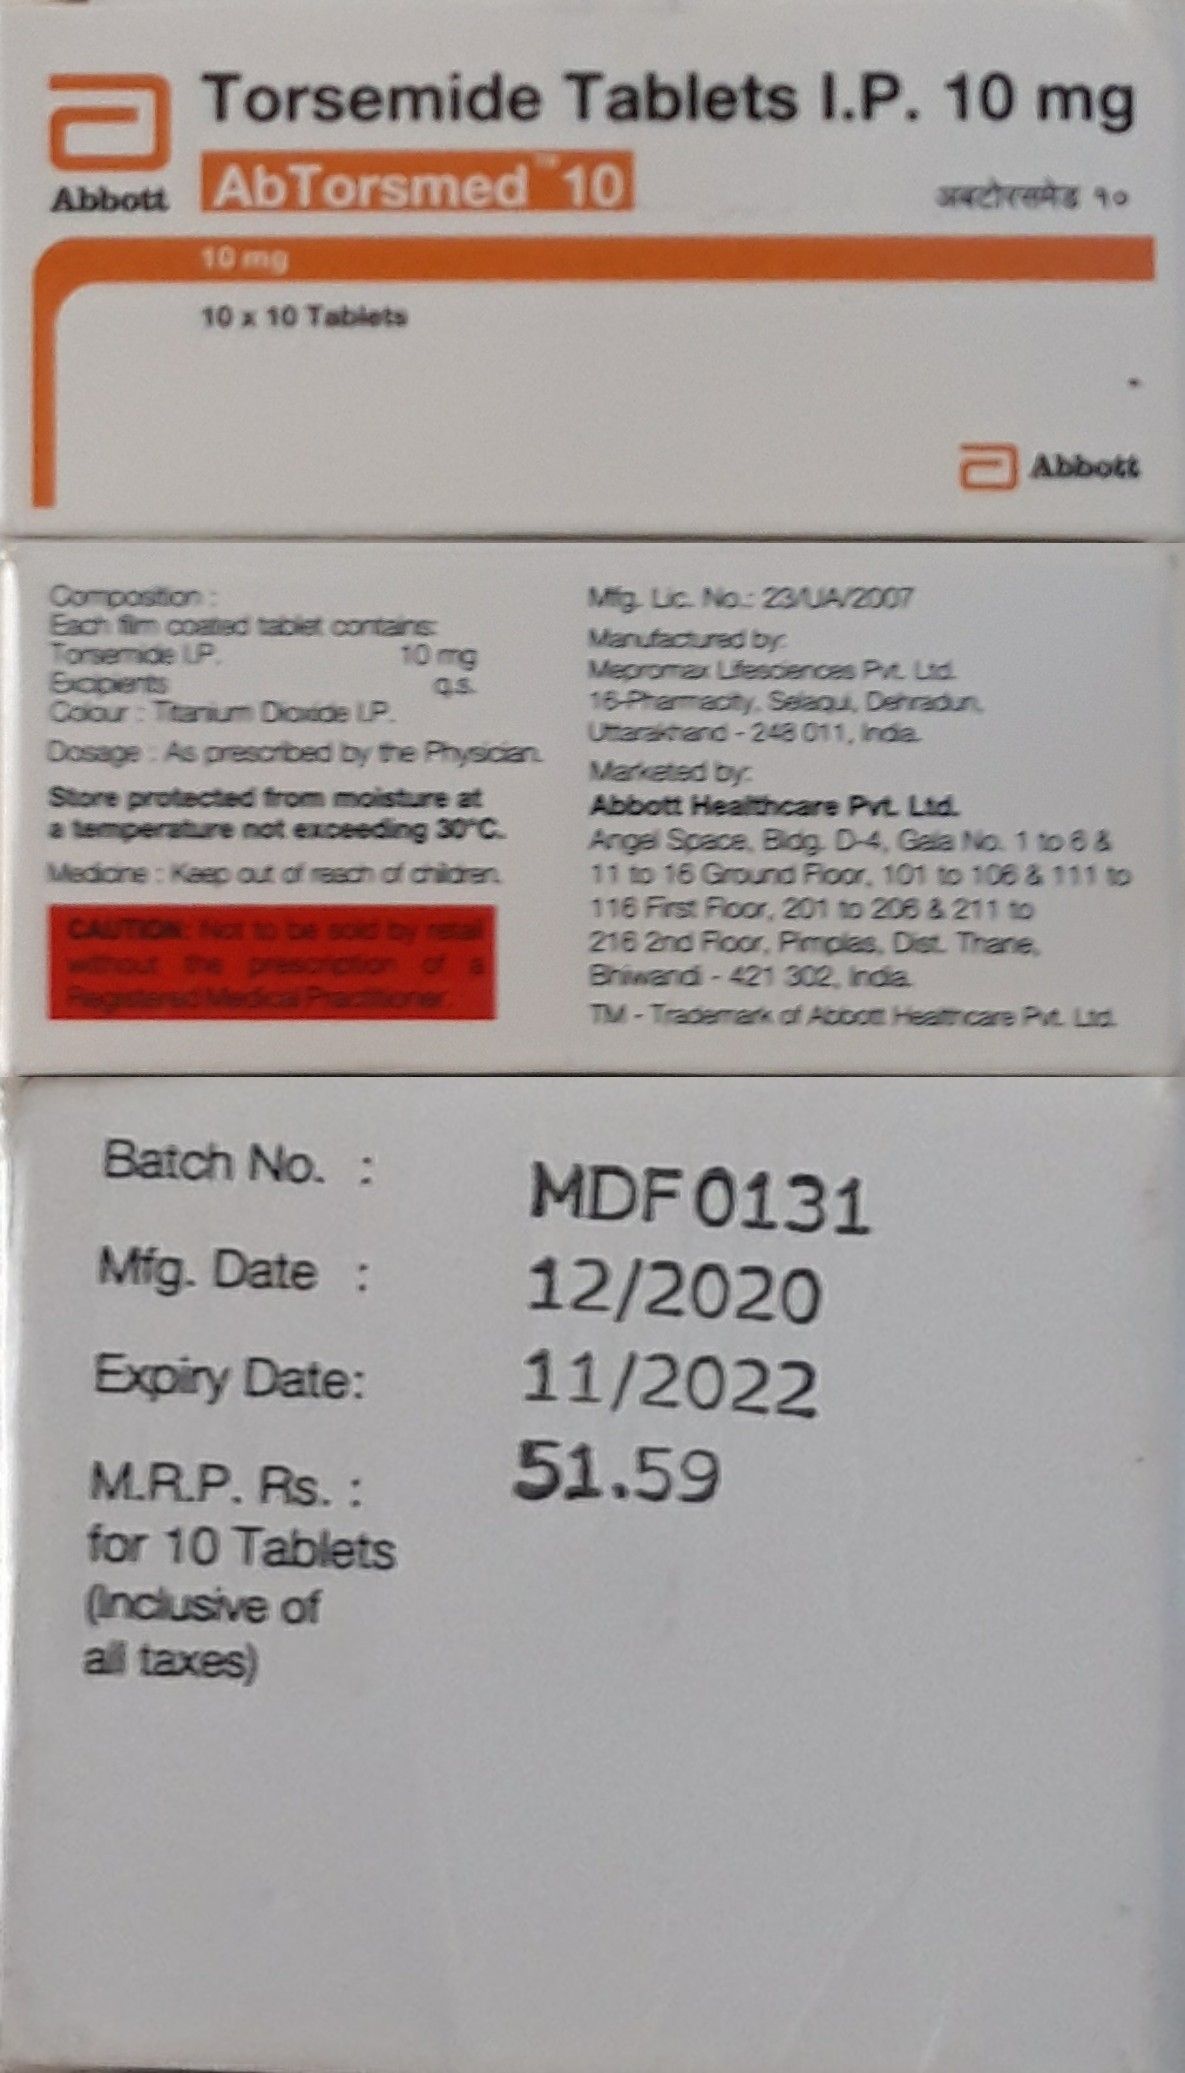 Torsemide Tablets I.P. 10 mg
Abbott
AbTorsmed™10
अबटोरसमेड १०
10 mg
10 x 10 Tablets
Abbott
Composition :
Each film coated tablet contains:
Torsemide I.P. 10 mg
Excipients q.s.
Colour : Titanium Dioxide I.P.
Dosage : As prescribed by the Physician.
Store protected from moisture at
a temperature not exceeding 30°C.
Medicine : Keep out of reach of children.
CAUTION: Not to be sold by retail
without the prescription of a
Registered Medical Practitioner.
Mfg. Lic. No.: 23/UA/2007
Manufactured by:
Mepromax Lifesciences Pvt. Ltd.
16-Pharmacity, Selaqui, Dehradun,
Uttarakhand - 248 011, India.
Marketed by:
Abbott Healthcare Pvt. Ltd.
Angel Space, Bldg. D-4, Gala No. 1 to 6 &
11 to 16 Ground Floor, 101 to 106 & 111 to
116 First Floor, 201 to 206 & 211 to
216 2nd Floor, Pimplas, Dist. Thane,
Bhiwandi - 421 302, India.
TM - Trademark of Abbott Healthcare Pvt. Ltd.
Batch No. : MDF0131
Mfg. Date : 12/2020
Expiry Date: 11/2022
M.R.P. Rs. : 51.59
for 10 Tablets
(Inclusive of
all taxes)